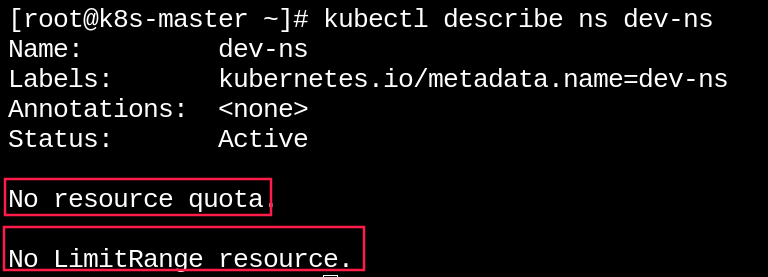 [root@k8s-master ~]# kubectl describe ns dev-ns
Name:         dev-ns
Labels:       kubernetes.io/metadata.name=dev-ns
Annotations:  <none>
Status:       Active
No resource quota.
No LimitRange resource.